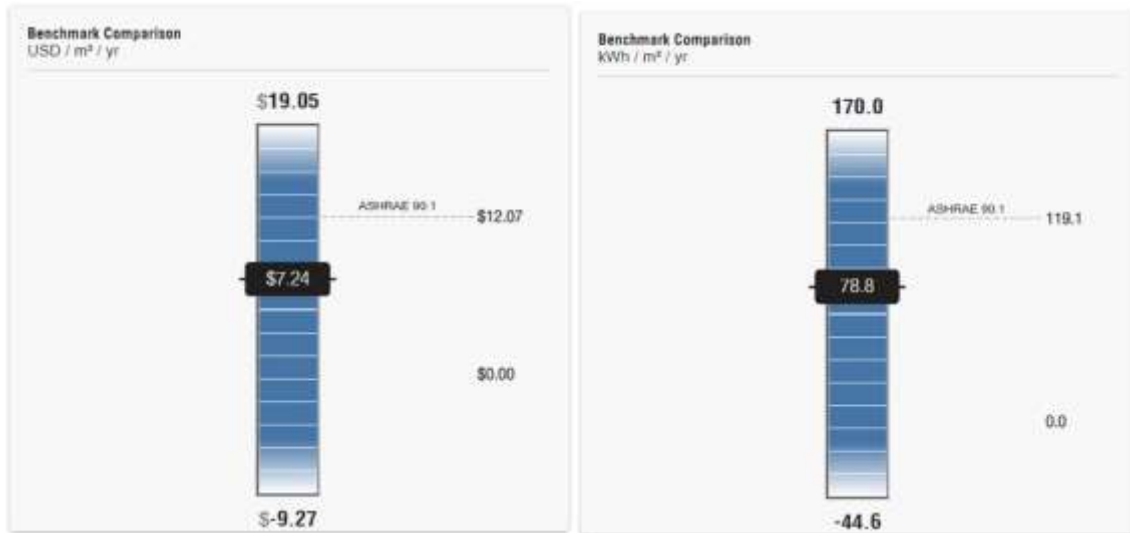 Benchmark Comparison
USD / m² / yr
$19.05
ASHRAE 90.1
$12.07
$7.24
$0.00
$-9.27
Benchmark Comparison
kWh / m² / yr
170.0
ASHRAE 90.1
119.1
78.8
0.0
-44.6